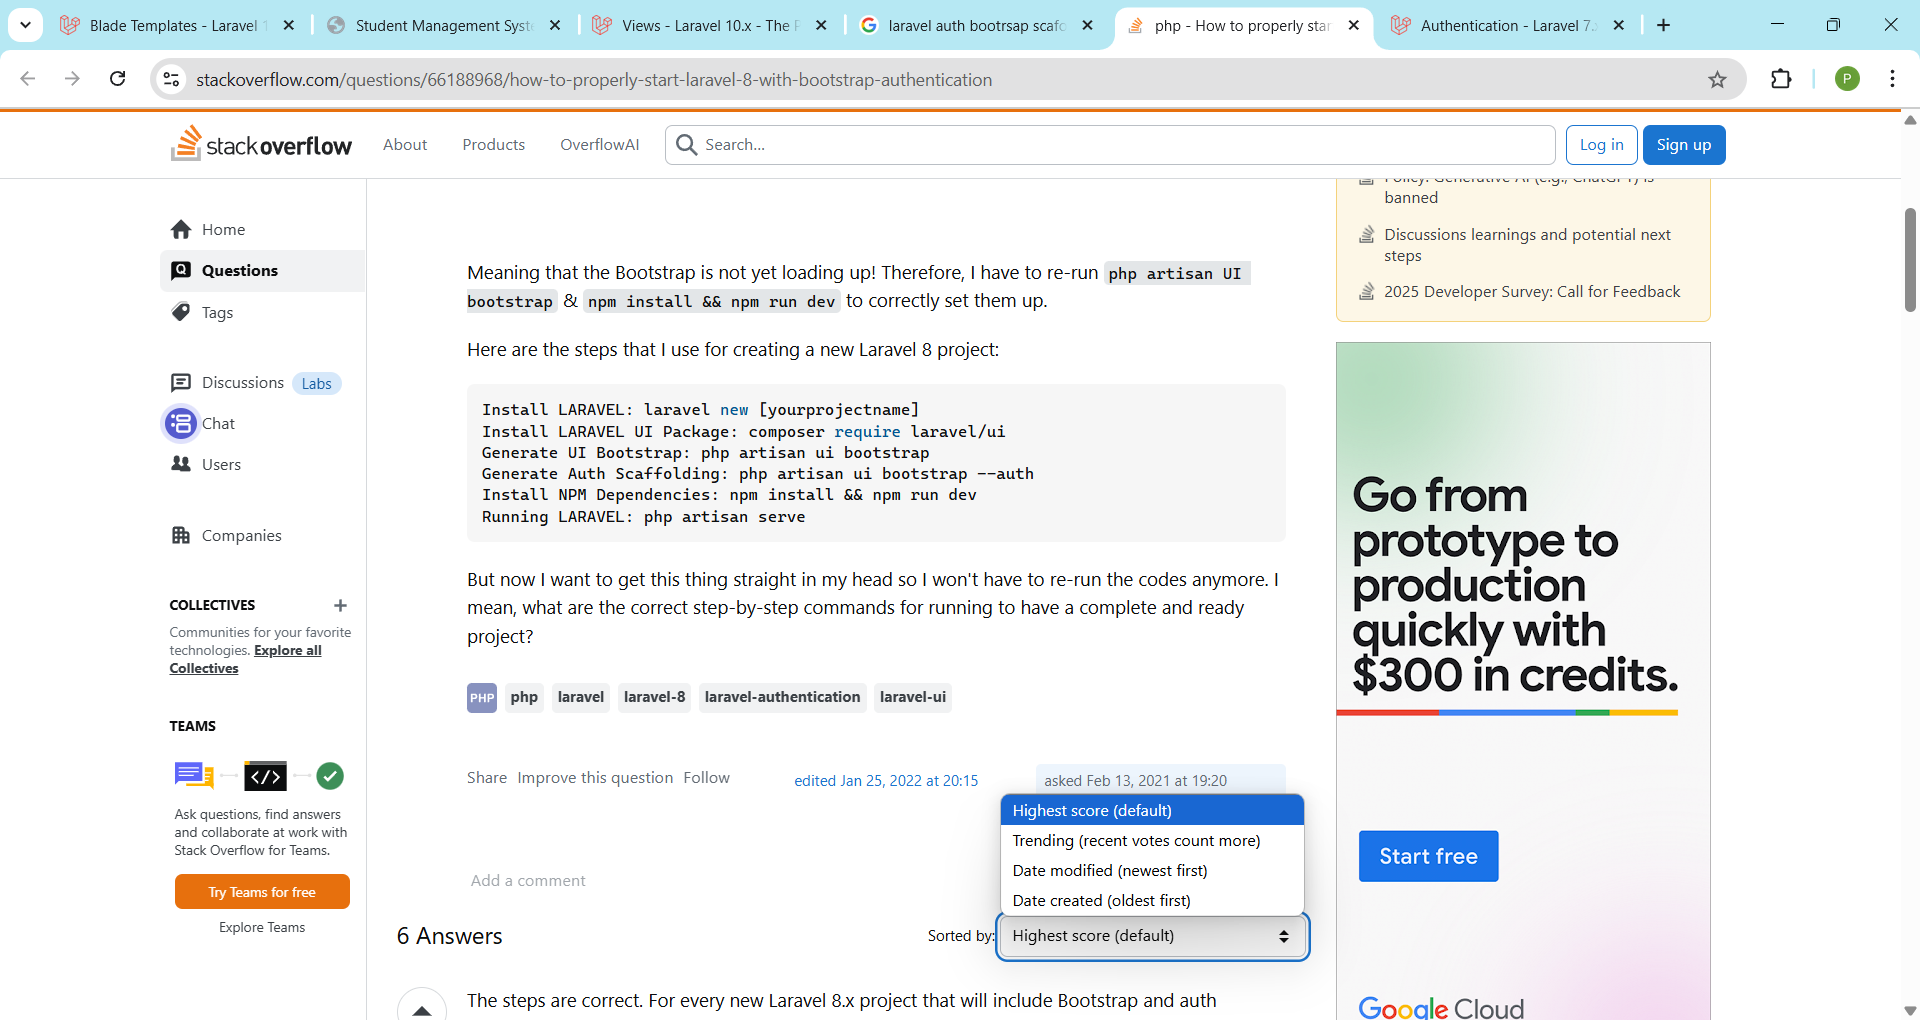 Blade Templates - Laravel 1
Student Management Syst
Views - Laravel 10.x - The P
laravel auth bootrsap scafo
php - How to properly star
Authentication - Laravel 7.x
stackoverflow.com/questions/66188968/how-to-properly-start-laravel-8-with-bootstrap-authentication
P
stackoverflow
About
Products
OverflowAI
Search...
Log in
Sign up
Home
Questions
Tags
Discussions Labs
Chat
Users
Companies
COLLECTIVES
Communities for your favorite
technologies. Explore all
Collectives
TEAMS
</>
Ask questions, find answers
and collaborate at work with
Stack Overflow for Teams.
Try Teams for free
Explore Teams
Meaning that the Bootstrap is not yet loading up! Therefore, I have to re-run php artisan UI
bootstrap & npm install && npm run dev to correctly set them up.
Here are the steps that I use for creating a new Laravel 8 project:
Install LARAVEL: laravel new [yourprojectname]
Install LARAVEL UI Package: composer require laravel/ui
Generate UI Bootstrap: php artisan ui bootstrap
Generate Auth Scaffolding: php artisan ui bootstrap --auth
Install NPM Dependencies: npm install && npm run dev
Running LARAVEL: php artisan serve
But now I want to get this thing straight in my head so I won't have to re-run the codes anymore. I
mean, what are the correct step-by-step commands for running to have a complete and ready
project?
PHP php laravel laravel-8 laravel-authentication laravel-ui
Share Improve this question Follow
edited Jan 25, 2022 at 20:15
asked Feb 13, 2021 at 19:20
Highest score (default)
Trending (recent votes count more)
Date modified (newest first)
Date created (oldest first)
Add a comment
6 Answers
Sorted by:
Highest score (default)
The steps are correct. For every new Laravel 8.x project that will include Bootstrap and auth
Policy: Generative AI (e.g., ChatGPT) is
banned
Discussions learnings and potential next
steps
2025 Developer Survey: Call for Feedback
Go from
prototype to
production
quickly with
$300 in credits.
Start free
Google Cloud